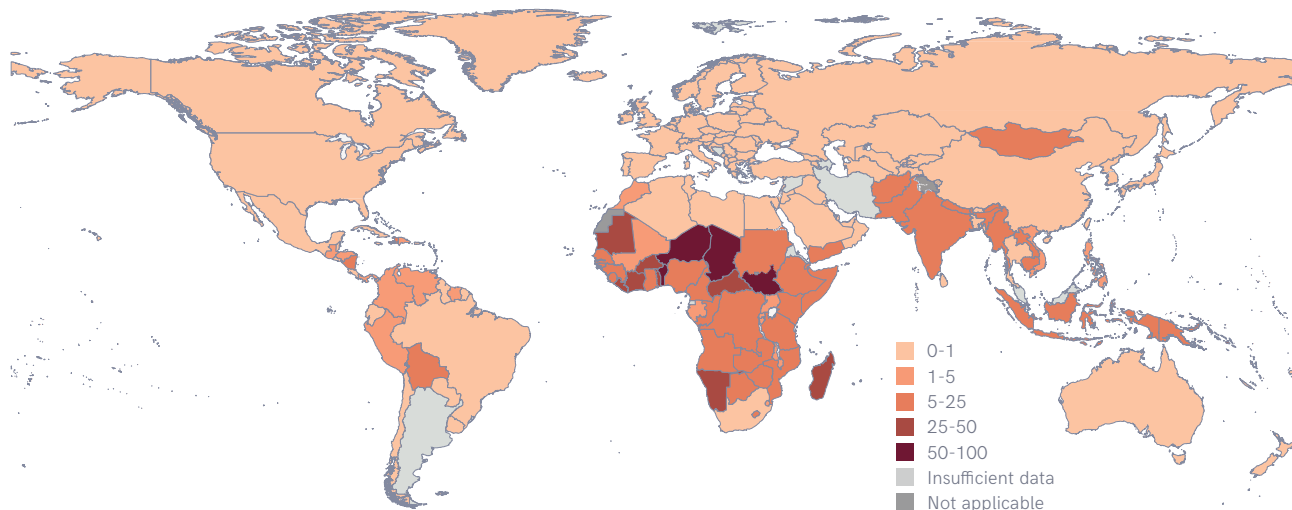 0-1
1-5
5-25
25-50
50-100
Insufficient data
Not applicable